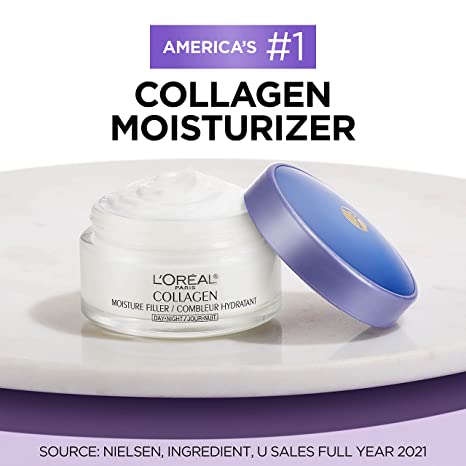 AMERICA'S #1
COLLAGEN
MOISTURIZER
L'ORÉAL®
PARIS
COLLAGEN
MOISTURE FILLER / COMBLEUR HYDRATANT
DAY•NIGHT/JOUR•NUIT
SOURCE: NIELSEN, INGREDIENT, U SALES FULL YEAR 2021